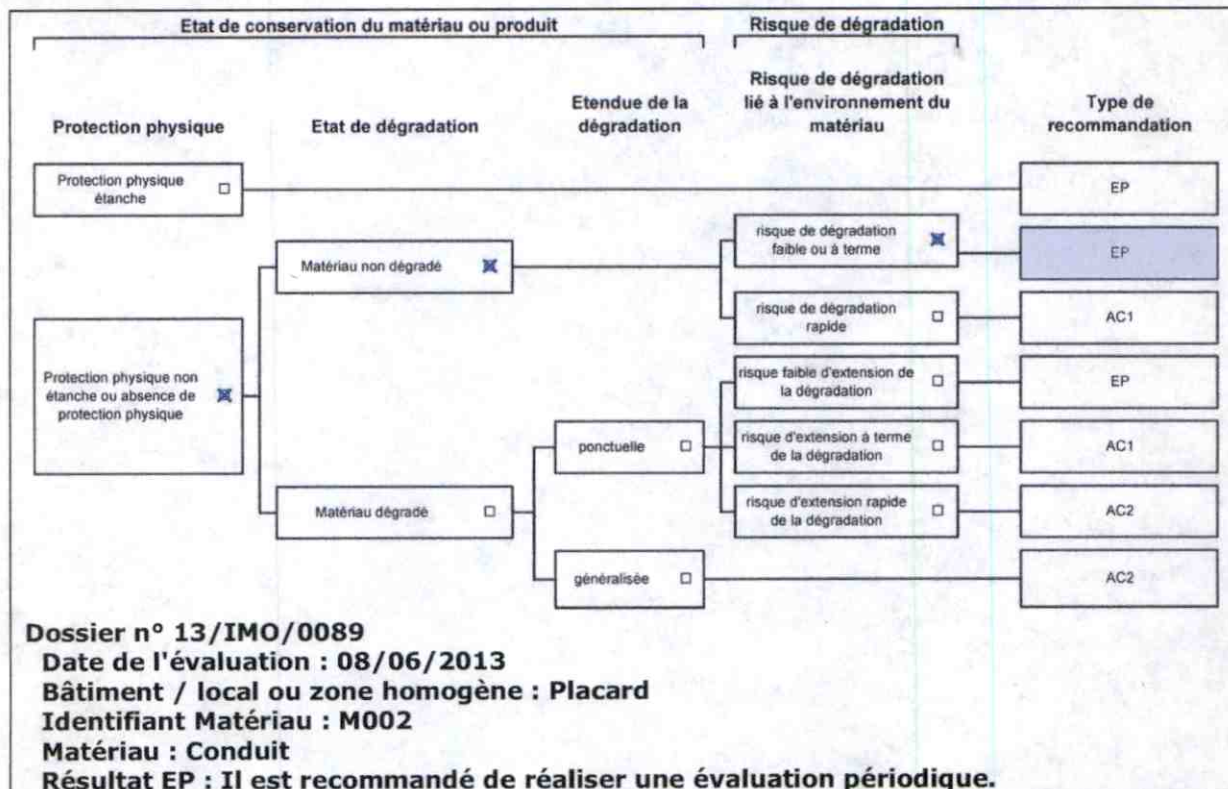 Etat de conservation du matériau ou produit
Risque de dégradation
Protection physique
Etat de dégradation
Etendue de la
dégradation
Risque de dégradation
lié à l'environnement du
matériau
Type de
recommandation
Protection physique
étanche
EP
Matériau non dégradé
risque de dégradation
faible ou à terme
EP
risque de dégradation
rapide
AC1
Protection physique non
étanche ou absence de
protection physique
risque faible d'extension de
la dégradation
EP
ponctuelle
risque d'extension à terme
de la dégradation
AC1
Matériau dégradé
risque d'extension rapide
de la dégradation
AC2
généralisée
AC2
Dossier n° 13/IMO/0089
Date de l'évaluation : 08/06/2013
Bâtiment / local ou zone homogène : Placard
Identifiant Matériau : M002
Matériau : Conduit
Résultat EP : Il est recommandé de réaliser une évaluation périodique.